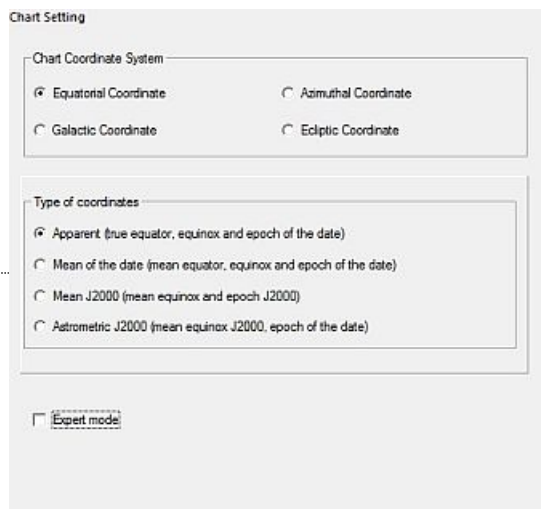 Chart Setting
Chart Coordinate System
Equatorial Coordinate
Azimuthal Coordinate
Galactic Coordinate
Ecliptic Coordinate
Type of coordinates
Apparent (true equator, equinox and epoch of the date)
Mean of the date (mean equator, equinox and epoch of the date)
Mean J2000 (mean equinox and epoch J2000)
Astrometric J2000 (mean equinox J2000, epoch of the date)
Expert mode